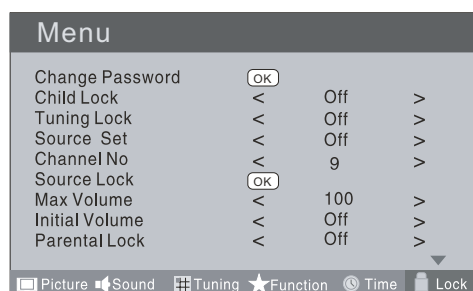 Menu
Change Password OK
Child Lock < Off >
Tuning Lock < Off >
Source Set < Off >
Channel No < 9 >
Source Lock OK
Max Volume < 100 >
Initial Volume < Off >
Parental Lock < Off >
Picture Sound Tuning Function Time Lock